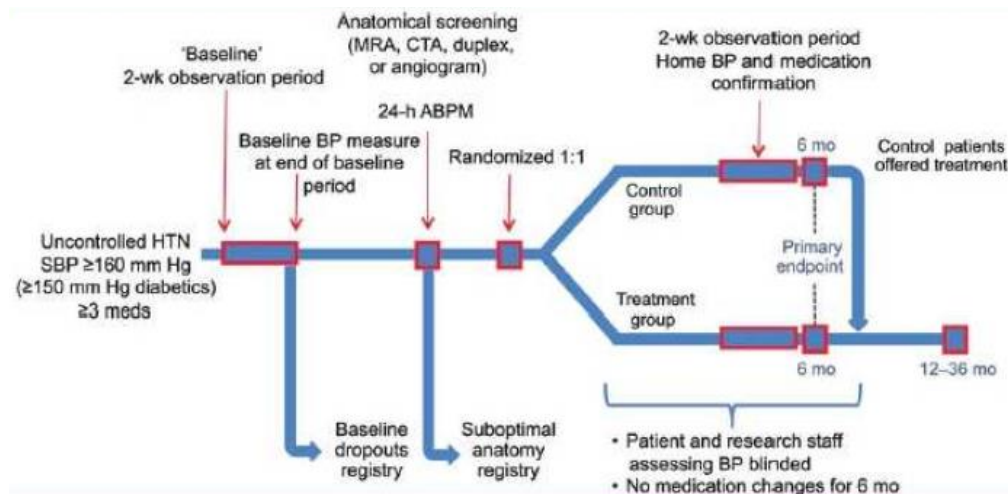 'Baseline'
2-wk observation period
Baseline BP measure
at end of baseline
period
Anatomical screening
(MRA, CTA, duplex,
or angiogram)
24-h ABPM
Randomized 1:1
2-wk observation period
Home BP and medication
confirmation
6 mo
Control patients
offered treatment
Control
group
Uncontrolled HTN
SBP ≥160 mm Hg
(≥150 mm Hg diabetics)
≥3 meds
Primary
endpoint
Treatment
group
6 mo
12–36 mo
Baseline
dropouts
registry
Suboptimal
anatomy
registry
• Patient and research staff
assessing BP blinded
• No medication changes for 6 mo